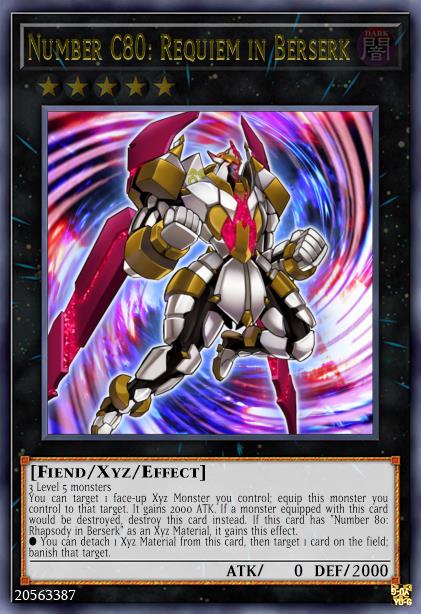 Number C80: Requiem in Berserk
DARK
闇
[Fiend/Xyz/Effect]
3 Level 5 monsters
You can target 1 face-up Xyz Monster you control; equip this monster you
control to that target. It gains 2000 ATK. If a monster equipped with this card
would be destroyed, destroy this card instead. If this card has "Number 80:
Rhapsody in Berserk" as an Xyz Material, it gains this effect.
● You can detach 1 Xyz Material from this card, then target 1 card on the field;
banish that target.
ATK/ 0 DEF/2000
20563387